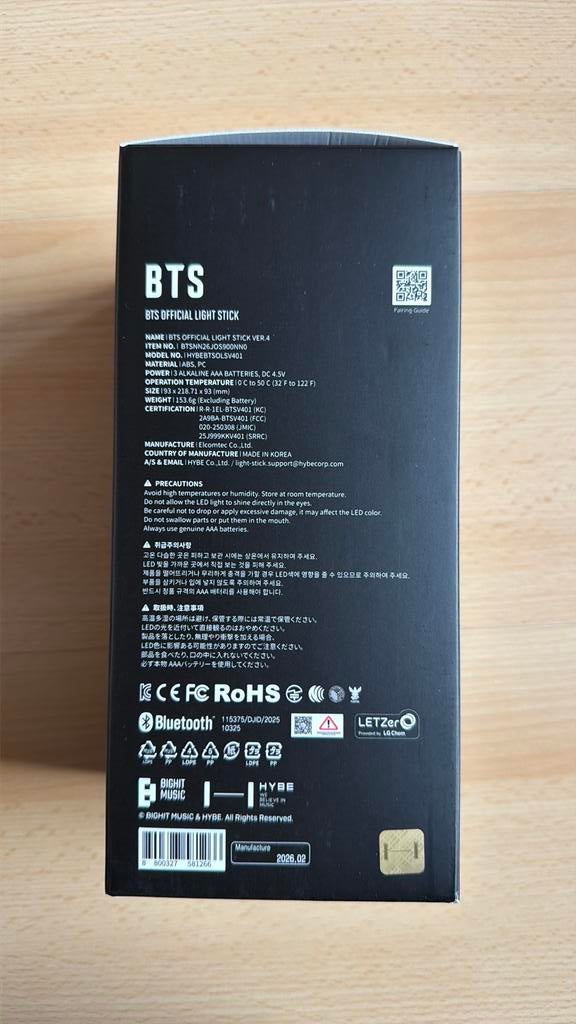 BTS
BTS OFFICIAL LIGHT STICK
Pairing Guide
NAME | BTS OFFICIAL LIGHT STICK VER.4
ITEM NO. | BTSNN26JOS900NN0
MODEL NO. | HYBEBTSOLSV401
MATERIAL | ABS, PC
POWER | 3 ALKALINE AAA BATTERIES, DC 4.5V
OPERATION TEMPERATURE | 0 C to 50 C (32 F to 122 F)
SIZE | 93 x 218.71 x 93 (mm)
WEIGHT | 153.6g (Excluding Battery)
CERTIFICATION | R-R-1EL-BTSV401 (KC)
2A9BA-BTSV401 (FCC)
020-250308 (JMIC)
25J999KKV401 (SRRC)
MANUFACTURE | Elcomtec Co.,Ltd.
COUNTRY OF MANUFACTURE | MADE IN KOREA
A/S & EMAIL | HYBE Co.,Ltd. / light-stick.support@hybecorp.com
PRECAUTIONS
Avoid high temperatures or humidity. Store at room temperature.
Do not allow the LED light to shine directly in the eyes.
Be careful not to drop or apply excessive damage, it may affect the LED color.
Do not swallow parts or put them in the mouth.
Always use genuine AAA batteries.
취급주의사항
고온 다습한 곳은 피하고 보관 시에는 상온에서 유지하여 주세요.
LED 빛을 가까운 곳에서 직접 보는 것을 피해 주세요.
제품을 떨어뜨리거나 무리하게 충격을 가할 경우 LED색에 영향을 줄 수 있으므로 주의하여 주세요.
부품을 삼키거나 입에 넣지 않도록 주의하여 주세요.
반드시 정품 규격의 AAA 배터리를 사용해야 합니다.
取扱時、注意事項
高温多湿の場所は避け、保管する際には常温で保管ください。
LEDの光を近付いて直接観るのはおやめください。
製品を落としたり、無理やり衝撃を加える場合、
LED色に影響ある可能性がありますのでご注意ください。
部品を食べたり、口の中に入れないでください。
必ず本物 AAAバッテリーを使用してください。
CE FC RoHS
Bluetooth
115375/DJID/2025
10325
LETZero
Powered by LG Chem
LDPE PP LDPE PP LDPE PP
BIGHIT
MUSIC
HYBE
WE
BELIEVE IN
MUSIC
© BIGHIT MUSIC & HYBE. All Rights Reserved.
8 800327 581266
Manufacture
2026.02